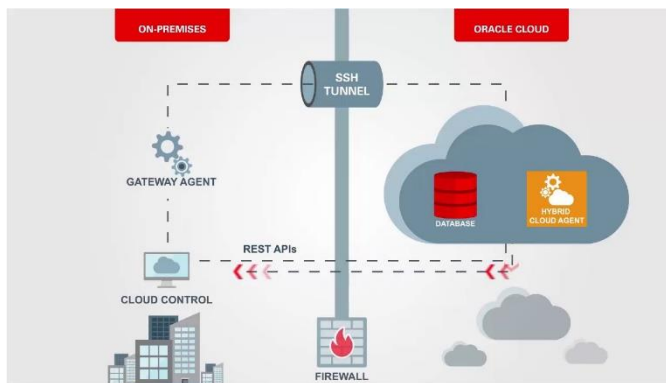 ON-PREMISES
ORACLE CLOUD
SSH
TUNNEL
GATEWAY AGENT
DATABASE
HYBRID
CLOUD AGENT
REST APIs
CLOUD CONTROL
FIREWALL